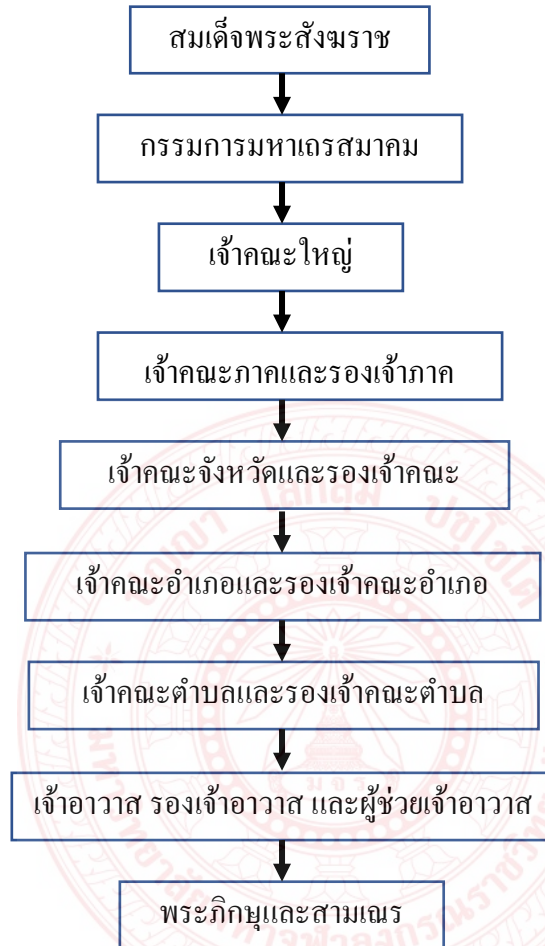 สมเด็จพระสังฆราช
กรรมการมหาเถรสมาคม
เจ้าคณะใหญ่
เจ้าคณะภาคและรองเจ้าภาค
เจ้าคณะจังหวัดและรองเจ้าคณะ
เจ้าคณะอำเภอและรองเจ้าคณะอำเภอ
เจ้าคณะตำบลและรองเจ้าคณะตำบล
เจ้าอาวาส รองเจ้าอาวาส และผู้ช่วยเจ้าอาวาส
พระภิกษุและสามเณร